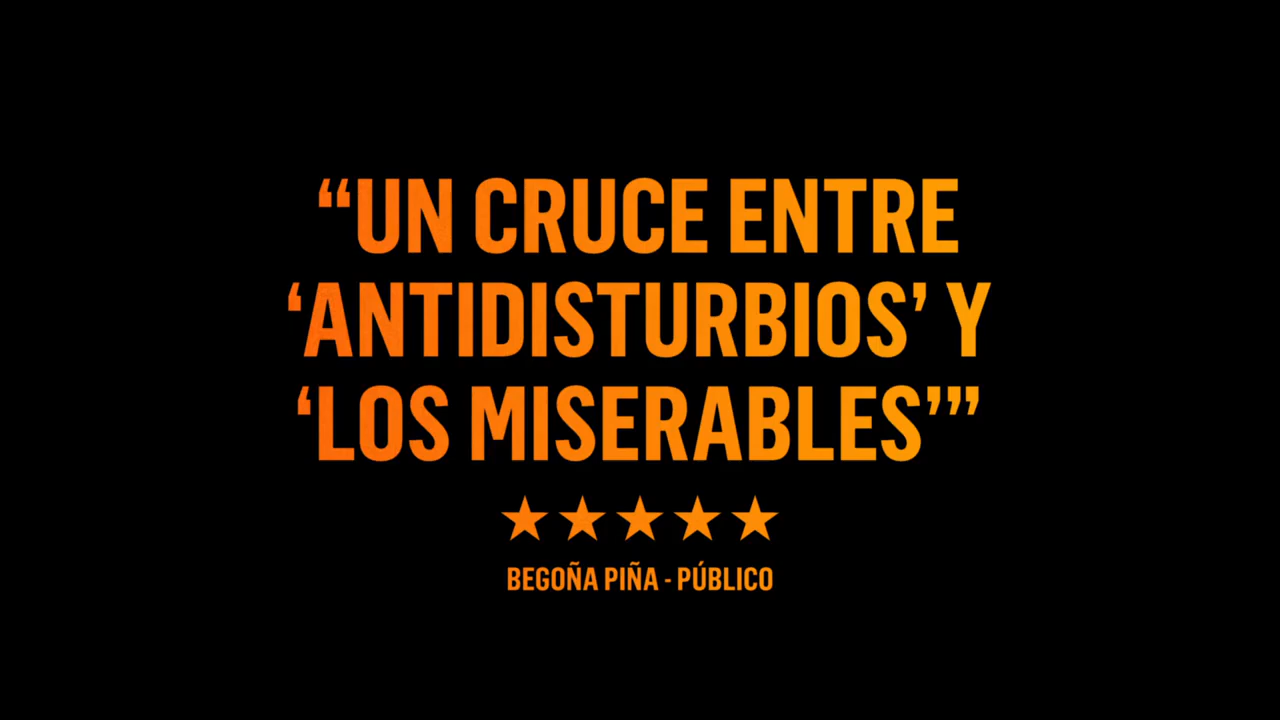 “UN CRUCE ENTRE
‘ANTIDISTURBIOS’ Y
‘LOS MISERABLES’”
★★★★★
BEGOÑA PIÑA - PÚBLICO